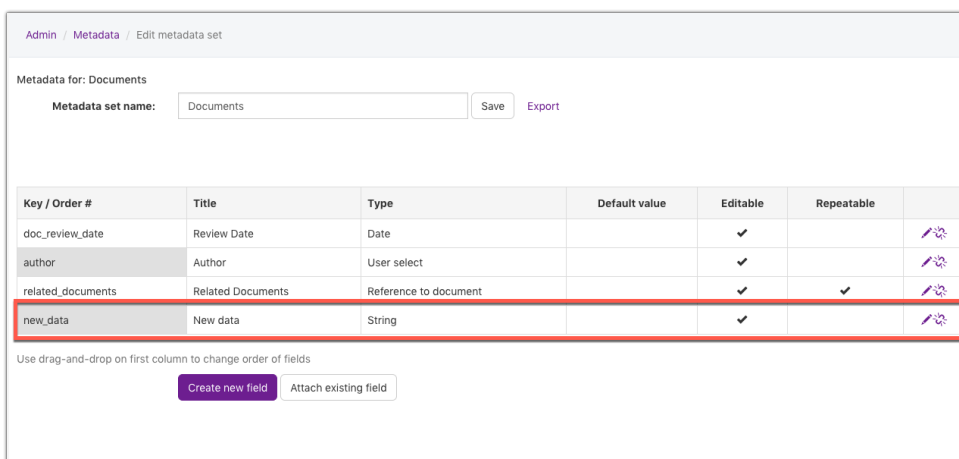 Admin / Metadata / Edit metadata set
Metadata for: Documents
Metadata set name: Documents Save Export
Key / Order # Title Type Default value Editable Repeatable
doc_review_date Review Date Date
author Author User select
related_documents Related Documents Reference to document
new_data New data String
Use drag-and-drop on first column to change order of fields
Create new field Attach existing field